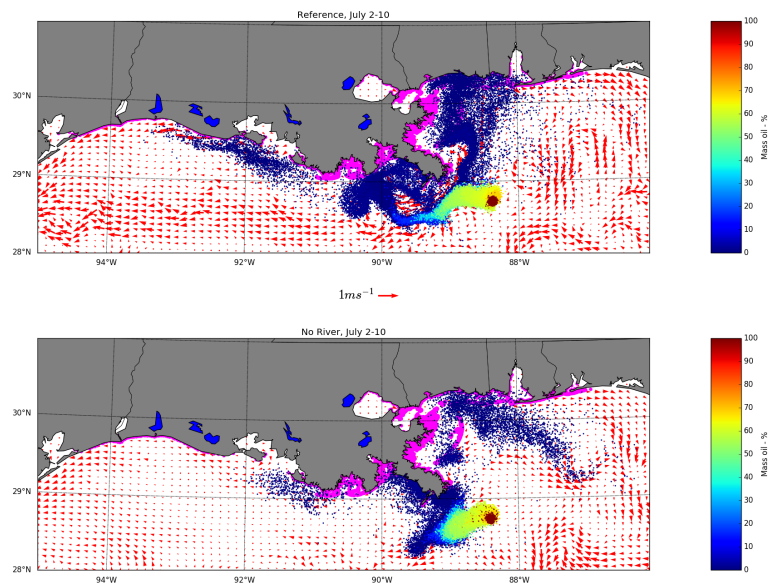 Reference, July 2-10
30°N
29°N
28°N
94°W 92°W 90°W 88°W
100
90
80
70
60
50
40
30
20
10
0
Mass oil - %
1ms⁻¹
No River, July 2-10
30°N
29°N
28°N
94°W 92°W 90°W 88°W
100
90
80
70
60
50
40
30
20
10
0
Mass oil - %